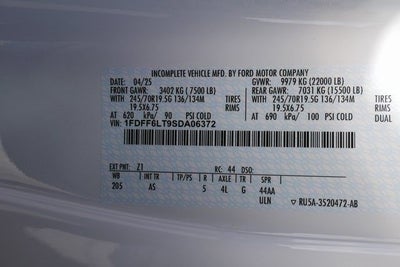 INCOMPLETE VEHICLE MFD. BY FORD MOTOR COMPANY
DATE: 04/25 GVWR: 9979 KG (22000 LB)
FRONT GAWR: 3402 KG (7500 LB) REAR GAWR: 7031 KG (15500 LB)
WITH 245/70R19.5G 136/134M TIRES WITH 245/70R19.5G 136/134M TIRES
19.5X6.75 RIMS 19.5X6.75 RIMS
AT 620 kPa/ 90 PSI COLD AT 690 kPa/ 100 PSI COLD DUAL
VIN: 1FDFF6LT9SDA06372
EXT PNT: Z1 RC: 44 DSO:
WB INT TR TP/PS R AXLE TR SPR
205 AS 5 4L G 44AA
ULN RU5A-3520472-AB